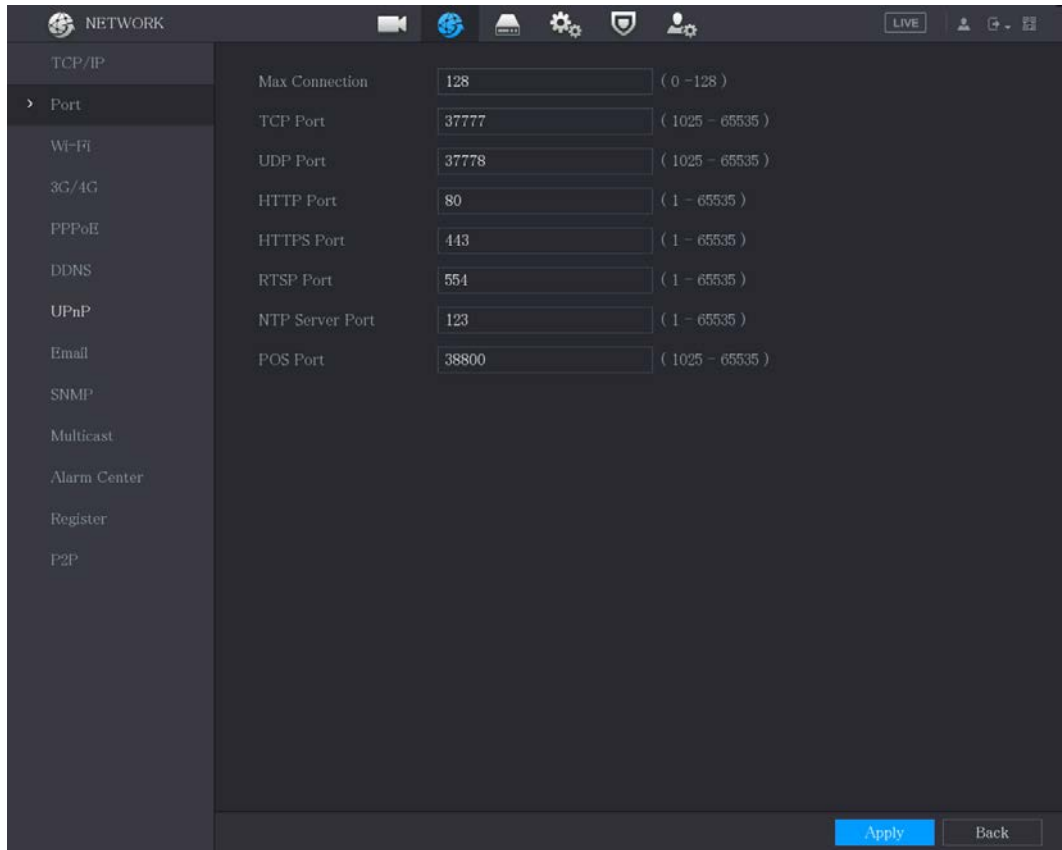 NETWORK
LIVE
TCP/IP
Port
Wi-Fi
3G/4G
PPPoE
DDNS
UPnP
Email
SNMP
Multicast
Alarm Center
Register
P2P
Max Connection 128 ( 0 -128 )
TCP Port 37777 ( 1025 - 65535 )
UDP Port 37778 ( 1025 - 65535 )
HTTP Port 80 ( 1 - 65535 )
HTTPS Port 443 ( 1 - 65535 )
RTSP Port 554 ( 1 - 65535 )
NTP Server Port 123 ( 1 - 65535 )
POS Port 38800 ( 1025 - 65535 )
Apply Back